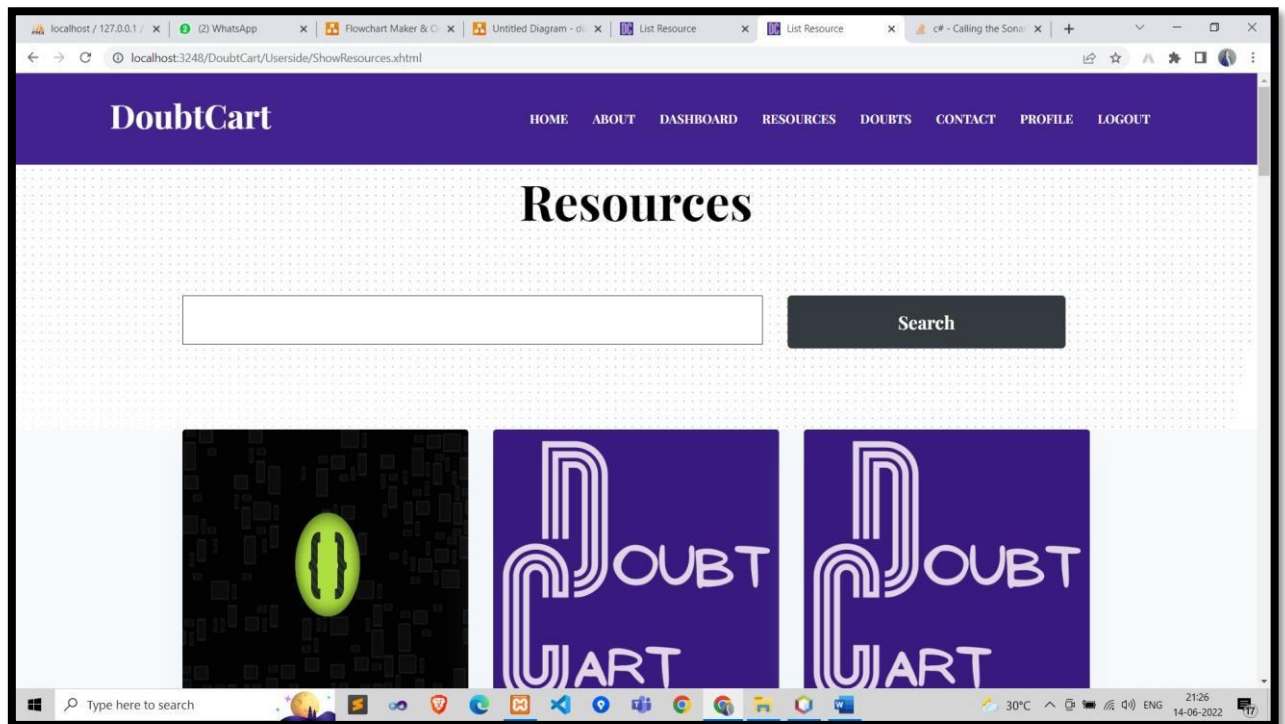 localhost / 127.0.0.1 /
(2) WhatsApp
Flowchart Maker & O
Untitled Diagram - d
List Resource
List Resource
c# - Calling the Sona
localhost:3248/DoubtCart/Userside/ShowResources.xhtml
DoubtCart
HOME ABOUT DASHBOARD RESOURCES DOUBTS CONTACT PROFILE LOGOUT
Resources
Search
{}
DOUBT
CART
DOUBT
CART
Type here to search
30°C
ENG
21:26
14-06-2022
17